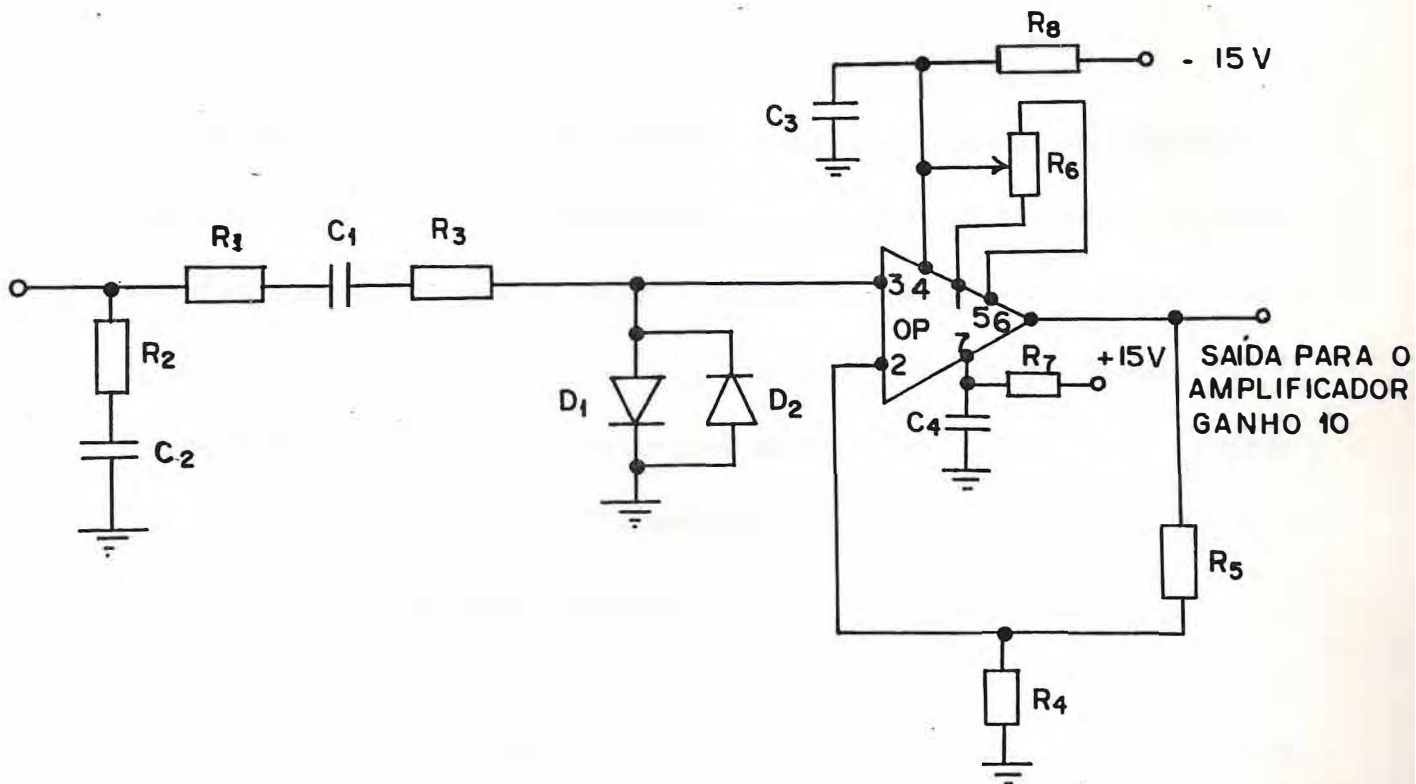 R8
- 15 V
C3
R6
R1
C1
R3
3 4
5 6
OP
7
2
R7
+15V
SAÍDA PARA O
AMPLIFICADOR
GANHO 10
R2
D1
D2
C4
C2
R5
R4